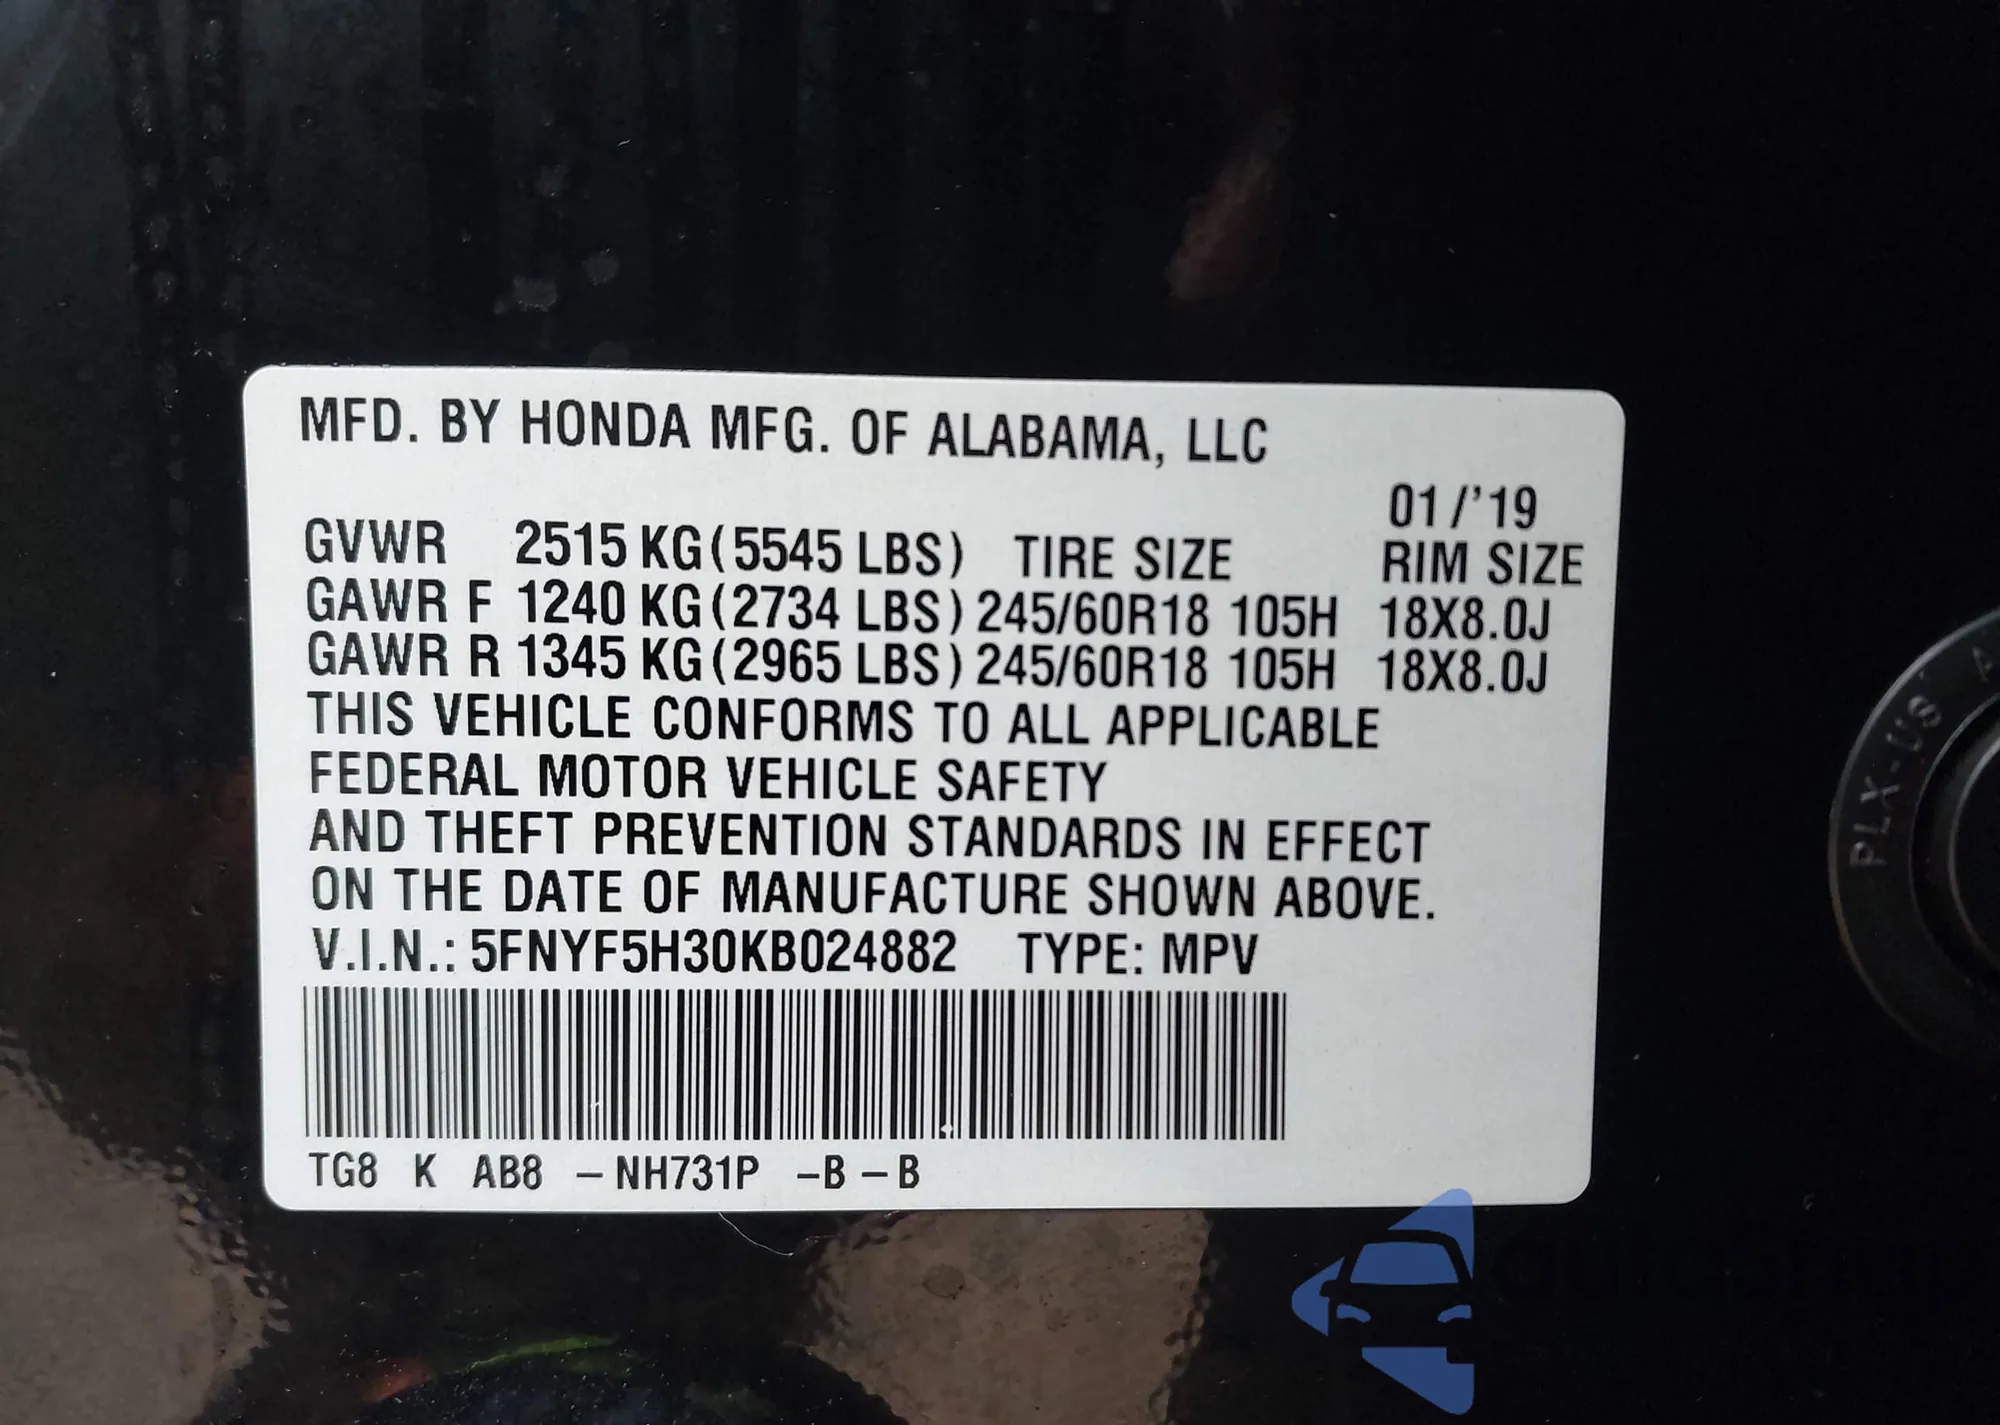 MFD. BY HONDA MFG. OF ALABAMA, LLC
01/'19
GVWR 2515 KG(5545 LBS) TIRE SIZE RIM SIZE
GAWR F 1240 KG(2734 LBS) 245/60R18 105H 18X8.0J
GAWR R 1345 KG(2965 LBS) 245/60R18 105H 18X8.0J
THIS VEHICLE CONFORMS TO ALL APPLICABLE
FEDERAL MOTOR VEHICLE SAFETY
AND THEFT PREVENTION STANDARDS IN EFFECT
ON THE DATE OF MANUFACTURE SHOWN ABOVE.
V.I.N.: 5FNYF5H30KB024882 TYPE: MPV
TG8 K AB8 -NH731P -B -B
PLX-US